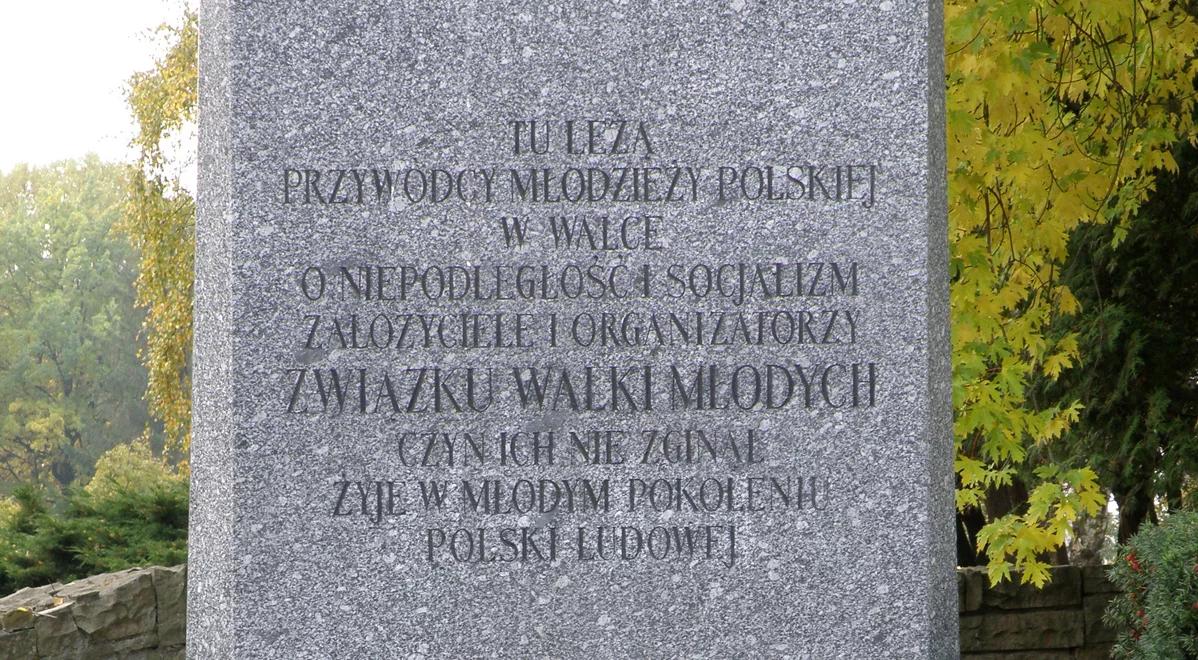 TU LEŻĄ
PRZYWÓDCY MŁODZIEŻY POLSKIEJ
W WALCE
O NIEPODLEGŁOŚĆ I SOCJALIZM
ZAŁOŻYCIELE I ORGANIZATORZY
ZWIĄZKU WALKI MŁODYCH
CZYN ICH NIE ZGINĄŁ
ŻYJE W MŁODYM POKOLENIU
POLSKI LUDOWEJ